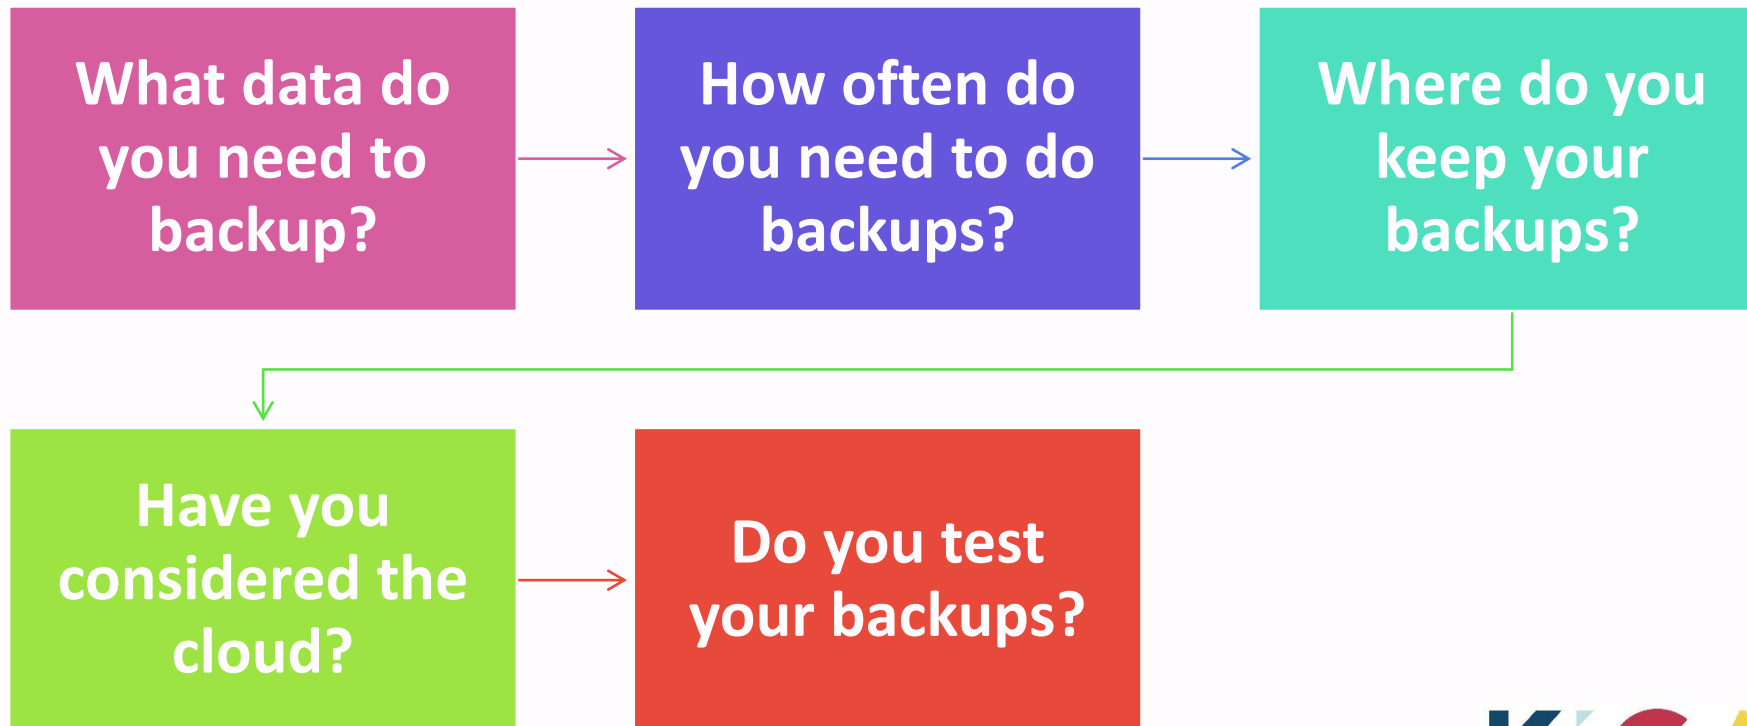 What data do
you need to
backup?
How often do
you need to do
backups?
Where do you
keep your
backups?
Have you
considered the
cloud?
Do you test
your backups?